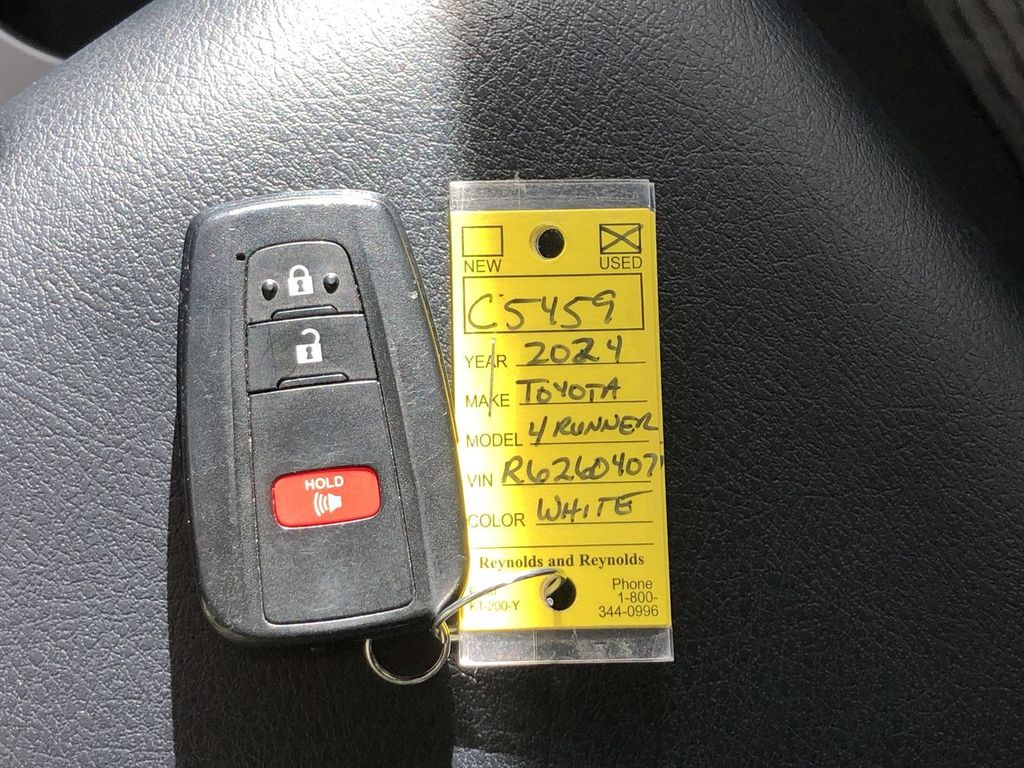 HOLD
NEW USED
C5459
YEAR 2024
MAKE TOYOTA
MODEL 4 RUNNER
VIN R6260407
COLOR WHITE
Reynolds and Reynolds
Phone
1-800-
344-0996
KT-200-Y